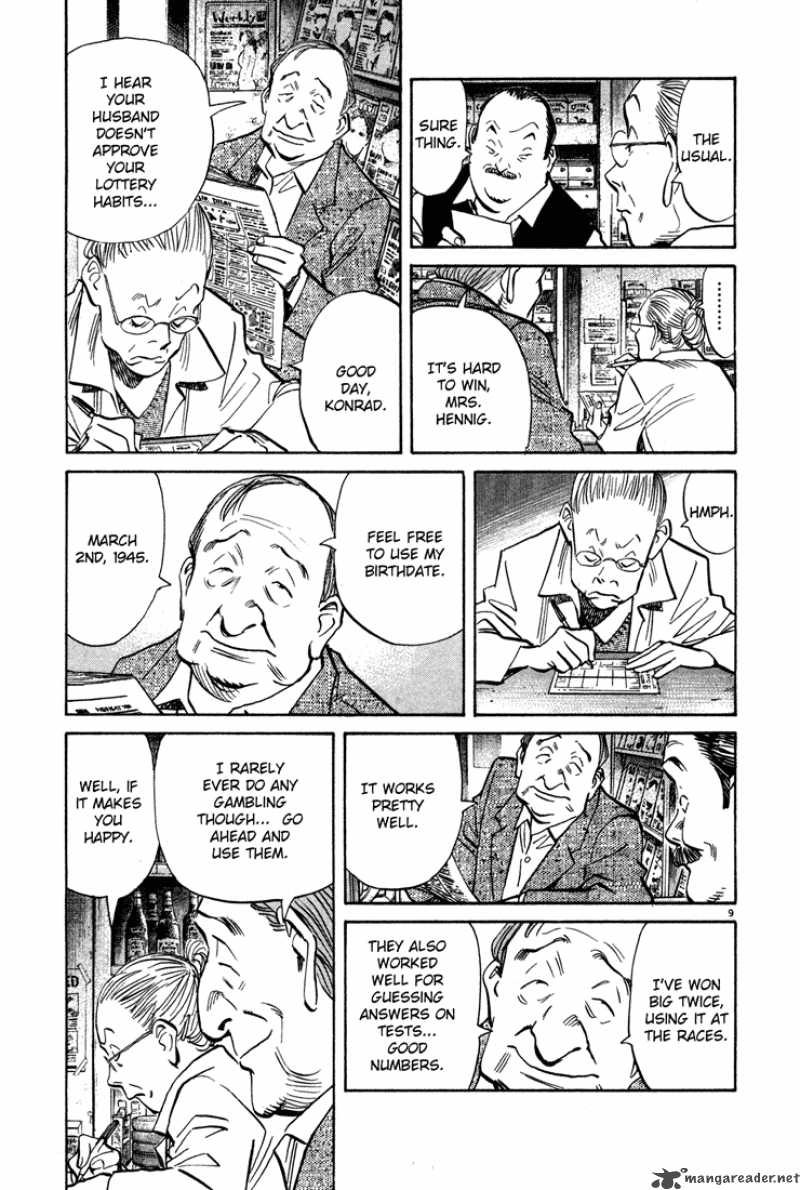 THE
USUAL.
SURE
THING.
I HEAR
YOUR
HUSBAND
DOESN'T
APPROVE
YOUR
LOTTERY
HABITS...
Weekly
GOOD
DAY,
KONRAD.
........
IT'S HARD
TO WIN,
MRS.
HENNIG.
HMPH.
FEEL FREE
TO USE MY
BIRTHDATE.
MARCH
2ND, 1945.
IT WORKS
PRETTY
WELL.
I'VE WON
BIG TWICE,
USING IT
AT THE
RACES.
THEY ALSO
WORKED
WELL FOR
GUESSING
ANSWERS ON
TESTS...
GOOD
NUMBERS.
I RARELY
EVER DO ANY
GAMBLING
THOUGH... GO
AHEAD AND
USE THEM.
WELL, IF
IT MAKES
YOU
HAPPY.
9
mangareader.net